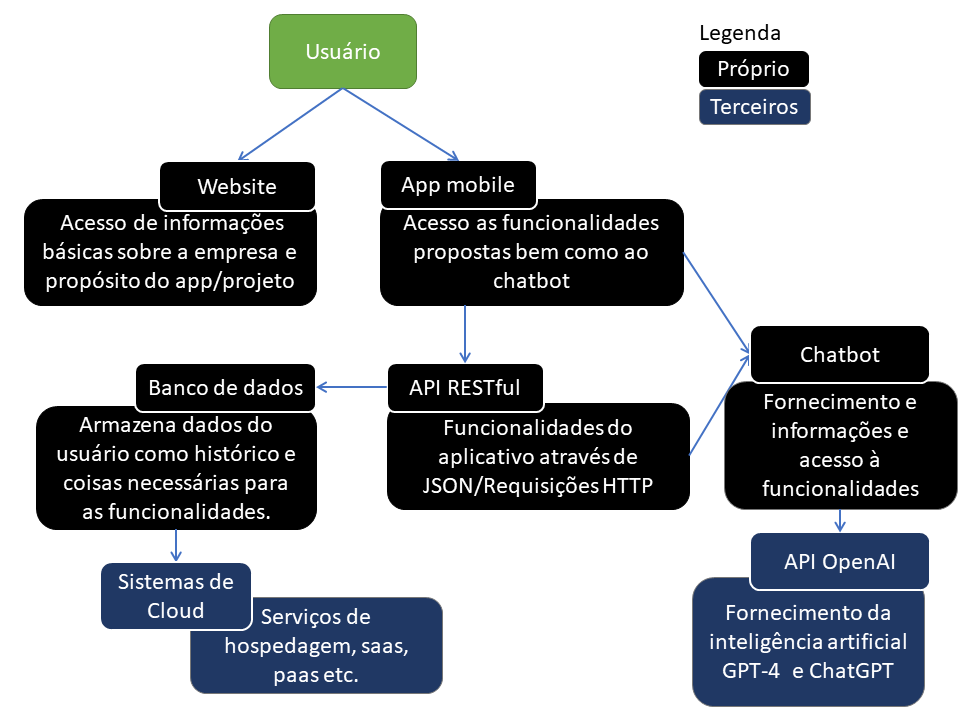 Usuário
Legenda
Próprio
Terceiros
Website
Acesso de informações
básicas sobre a empresa e
propósito do app/projeto
App mobile
Acesso as funcionalidades
propostas bem como ao
chatbot
Banco de dados
Armazena dados do
usuário como histórico e
coisas necessárias para
as funcionalidades.
API RESTful
Funcionalidades do
aplicativo através de
JSON/Requisições HTTP
Chatbot
Fornecimento e
informações e
acesso à
funcionalidades
Sistemas de
Cloud
Serviços de
hospedagem, saas,
paas etc.
API OpenAI
Fornecimento da
inteligência artificial
GPT-4 e ChatGPT